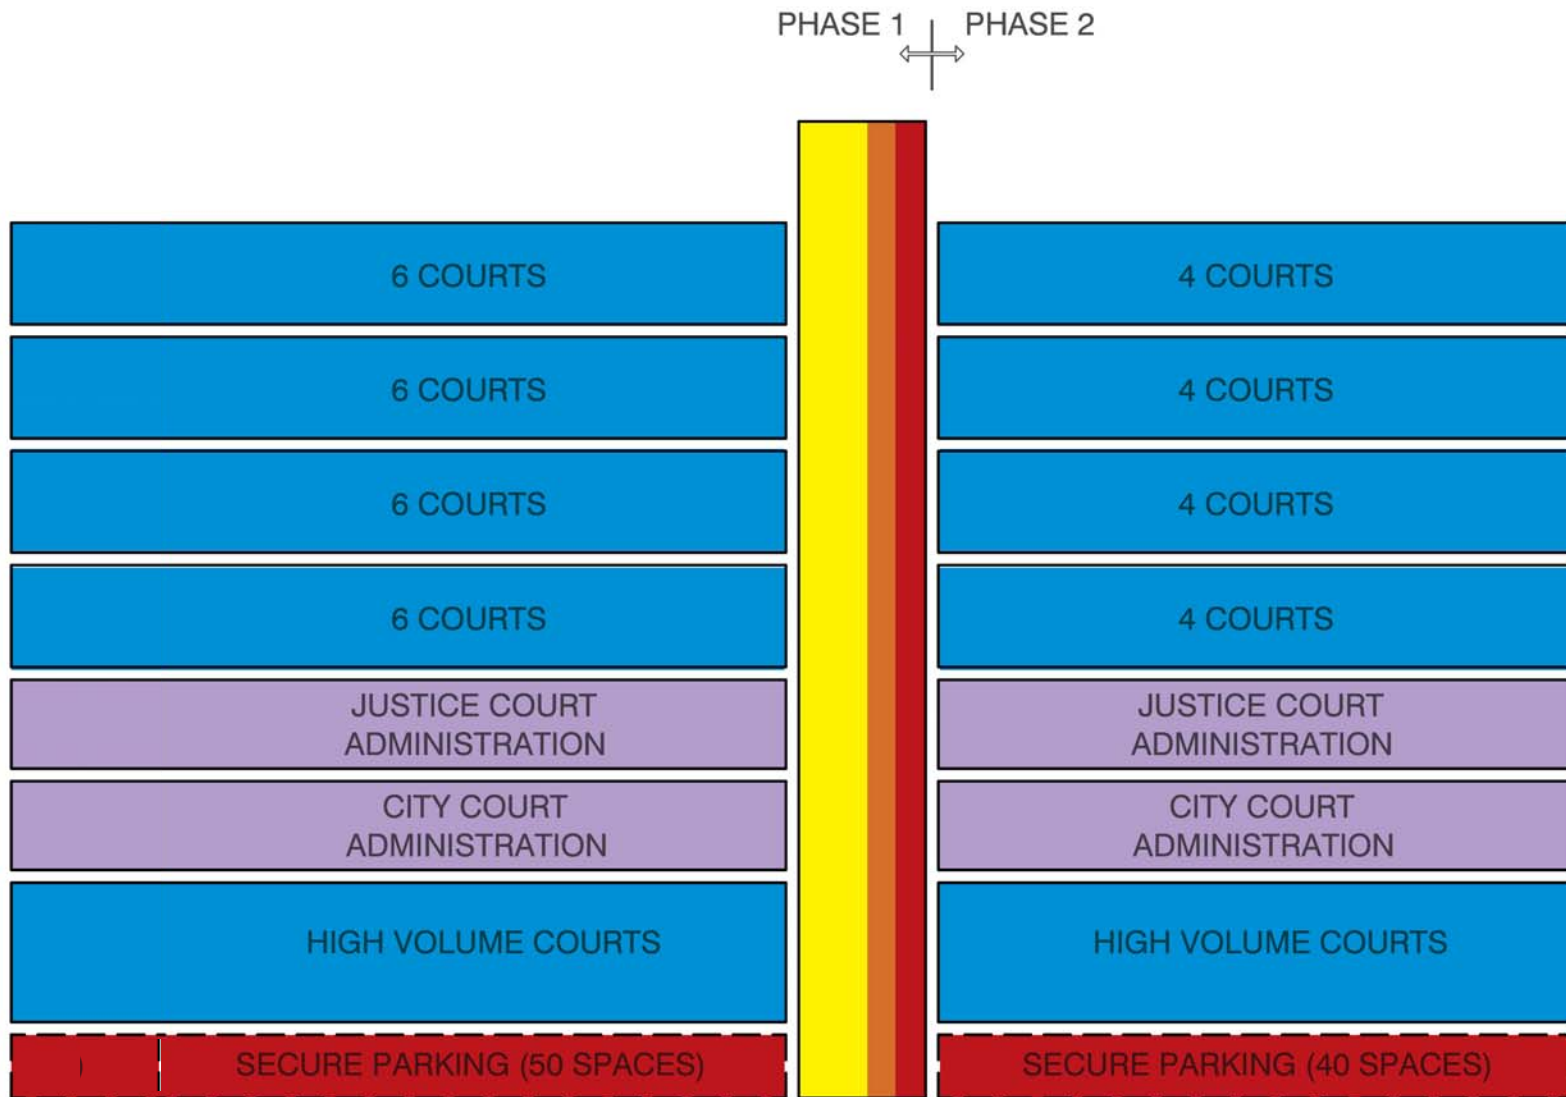 PHASE 1 PHASE 2
6 COURTS 4 COURTS
6 COURTS 4 COURTS
6 COURTS 4 COURTS
6 COURTS 4 COURTS
JUSTICE COURT JUSTICE COURT
ADMINISTRATION ADMINISTRATION
CITY COURT CITY COURT
ADMINISTRATION ADMINISTRATION
HIGH VOLUME COURTS HIGH VOLUME COURTS
SECURE PARKING (50 SPACES) SECURE PARKING (40 SPACES)